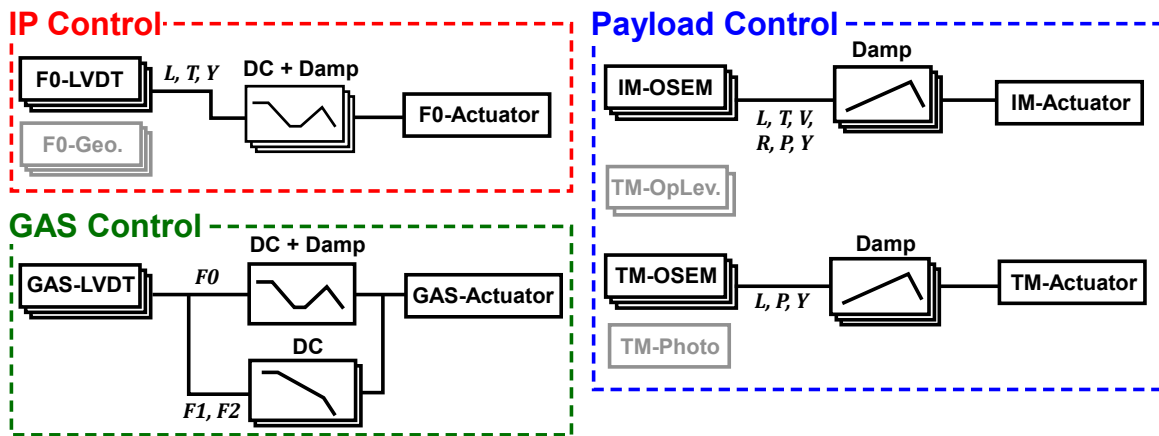 IP Control
F0-LVDT
L, T, Y
DC + Damp
F0-Actuator
F0-Geo.
GAS Control
GAS-LVDT
F0
DC + Damp
GAS-Actuator
DC
F1, F2
Payload Control
IM-OSEM
L, T, V,
R, P, Y
Damp
IM-Actuator
TM-OpLev.
TM-OSEM
L, P, Y
Damp
TM-Actuator
TM-Photo